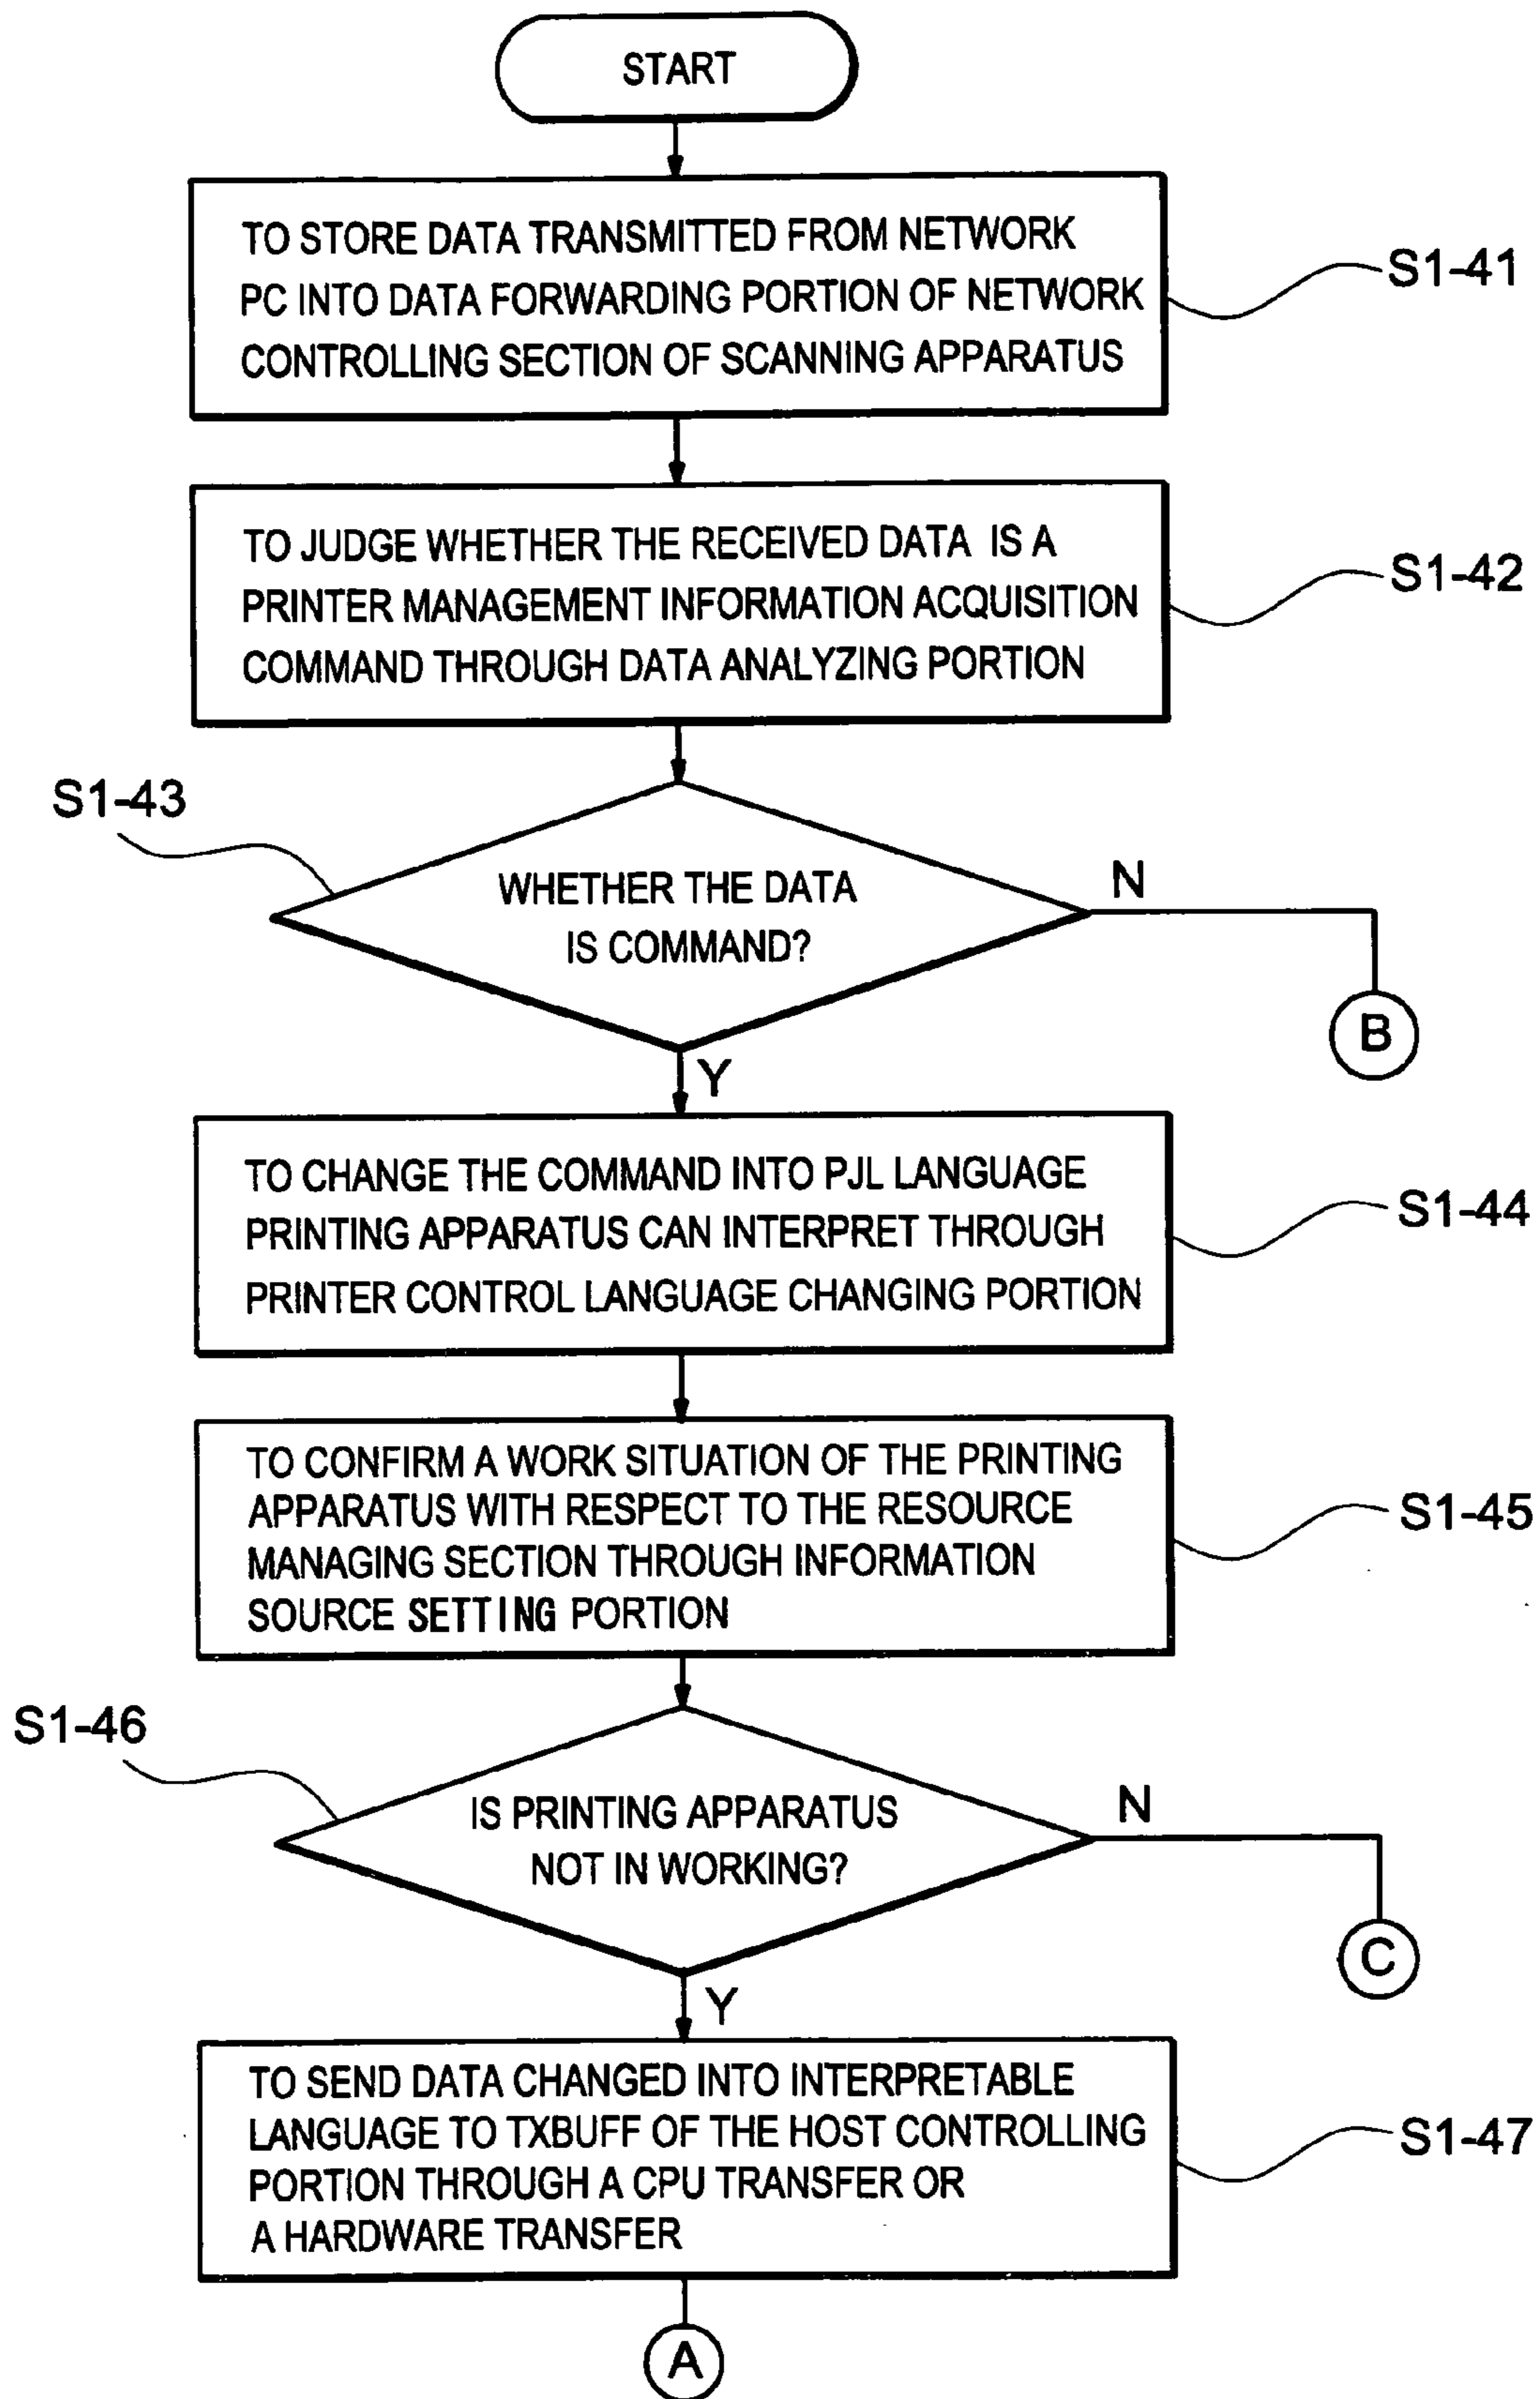 START
TO STORE DATA TRANSMITTED FROM NETWORK
PC INTO DATA FORWARDING PORTION OF NETWORK
CONTROLLING SECTION OF SCANNING APPARATUS
S1-41
TO JUDGE WHETHER THE RECEIVED DATA IS A
PRINTER MANAGEMENT INFORMATION ACQUISITION
COMMAND THROUGH DATA ANALYZING PORTION
S1-42
S1-43
WHETHER THE DATA
IS COMMAND?
N
B
Y
TO CHANGE THE COMMAND INTO PJL LANGUAGE
PRINTING APPARATUS CAN INTERPRET THROUGH
PRINTER CONTROL LANGUAGE CHANGING PORTION
S1-44
TO CONFIRM A WORK SITUATION OF THE PRINTING
APPARATUS WITH RESPECT TO THE RESOURCE
MANAGING SECTION THROUGH INFORMATION
SOURCE SETTING PORTION
S1-45
S1-46
IS PRINTING APPARATUS
NOT IN WORKING?
N
C
Y
TO SEND DATA CHANGED INTO INTERPRETABLE
LANGUAGE TO TXBUFF OF THE HOST CONTROLLING
PORTION THROUGH A CPU TRANSFER OR
A HARDWARE TRANSFER
S1-47
A